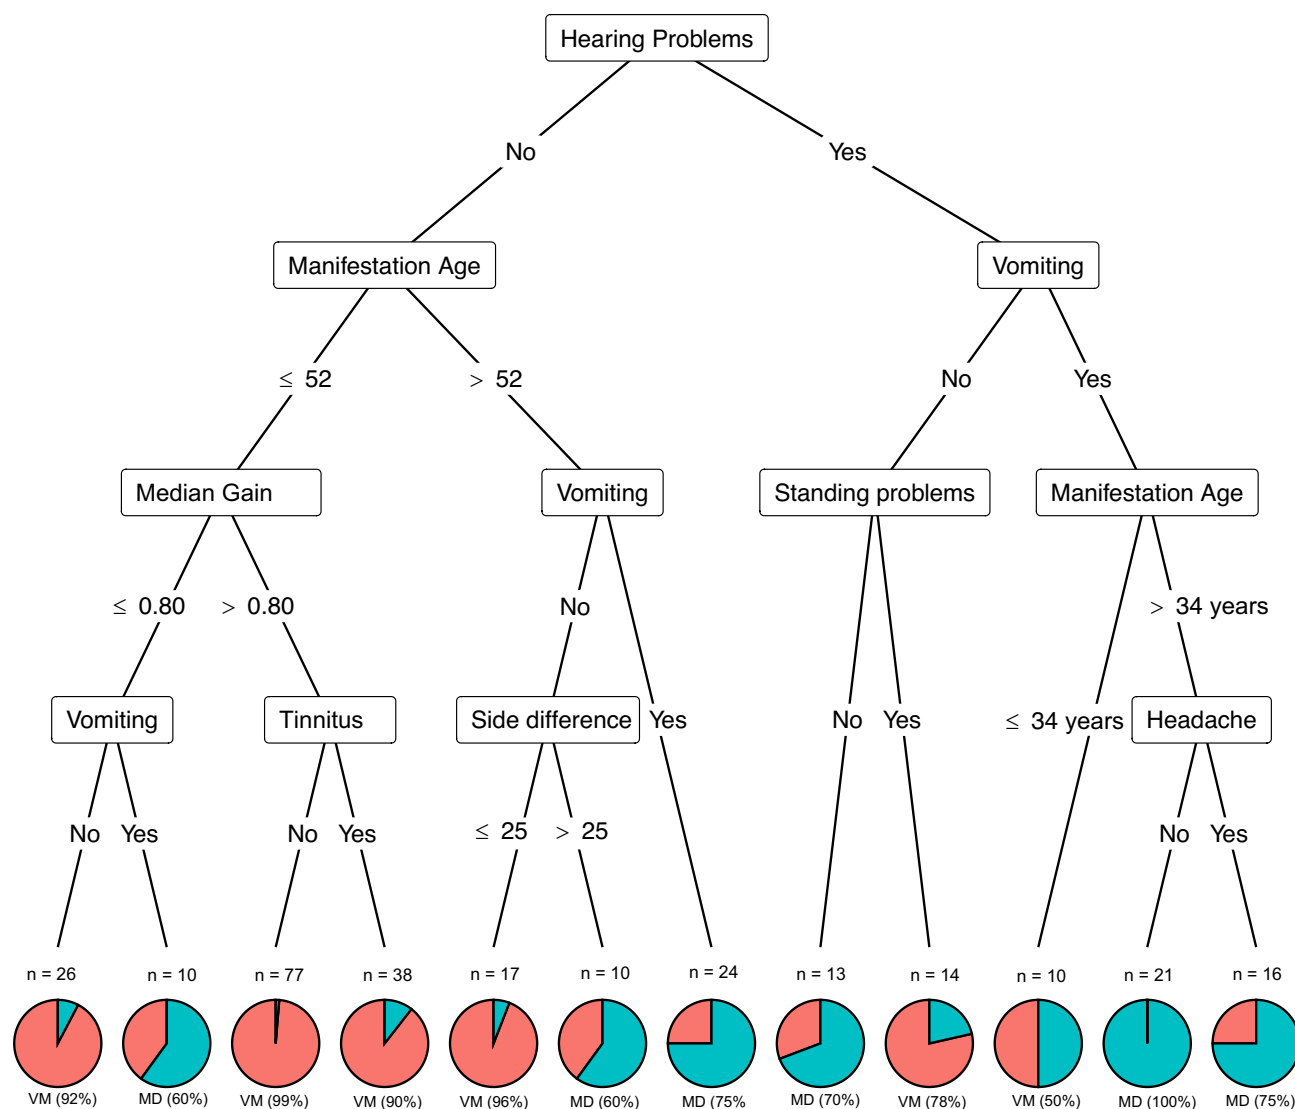 Hearing Problems
No
Yes
Manifestation Age
Vomiting
≤ 52
> 52
No
Yes
Median Gain
Vomiting
Standing problems
Manifestation Age
≤ 0.80
> 0.80
No
> 34 years
Vomiting
Tinnitus
Side difference
Yes
No
Yes
≤ 34 years
Headache
No
Yes
No
Yes
≤ 25
> 25
No
Yes
n = 26
n = 10
n = 77
n = 38
n = 17
n = 10
n = 24
n = 13
n = 14
n = 10
n = 21
n = 16
VM (92%)
MD (60%)
VM (99%)
VM (90%)
VM (96%)
MD (60%)
MD (75%
MD (70%)
VM (78%)
VM (50%)
MD (100%)
MD (75%)